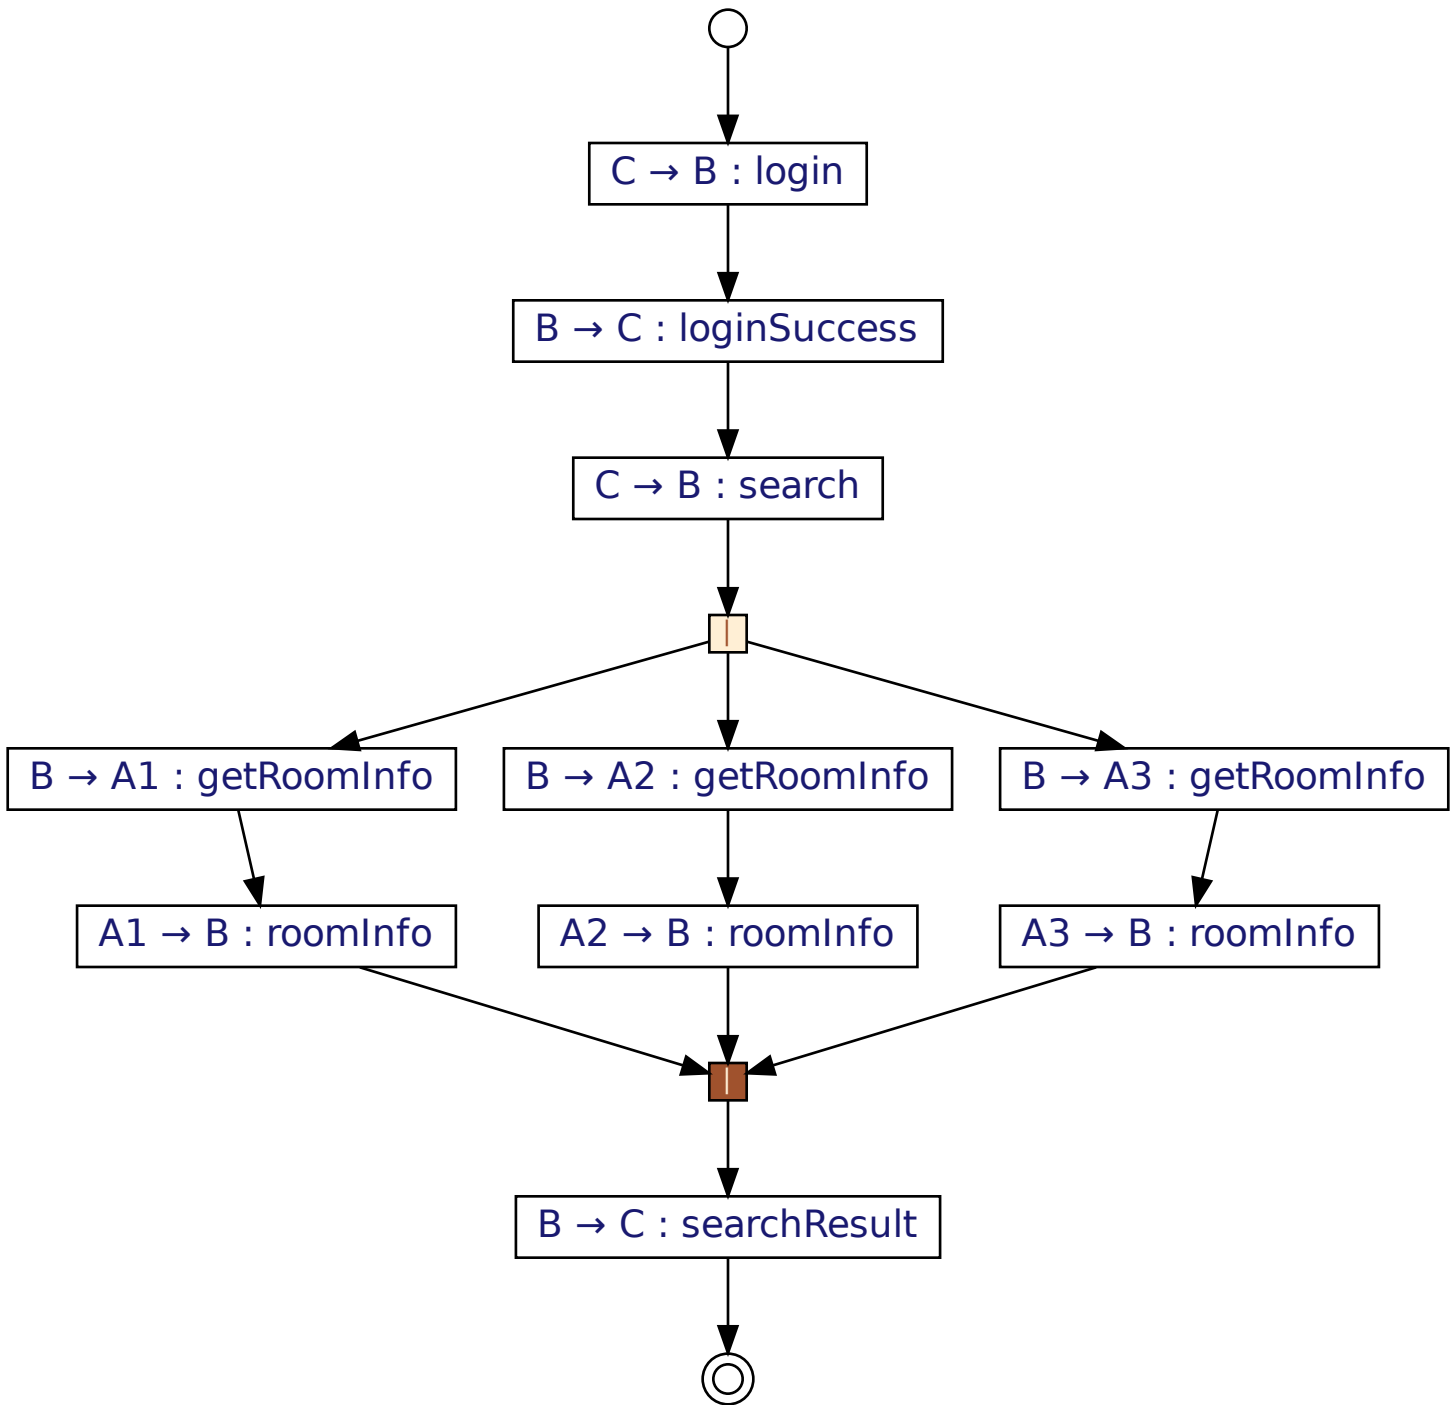 C → B : login
B → C : loginSuccess
C → B : search
|
B → A1 : getRoomInfo
B → A2 : getRoomInfo
B → A3 : getRoomInfo
A1 → B : roomInfo
A2 → B : roomInfo
A3 → B : roomInfo
|
B → C : searchResult